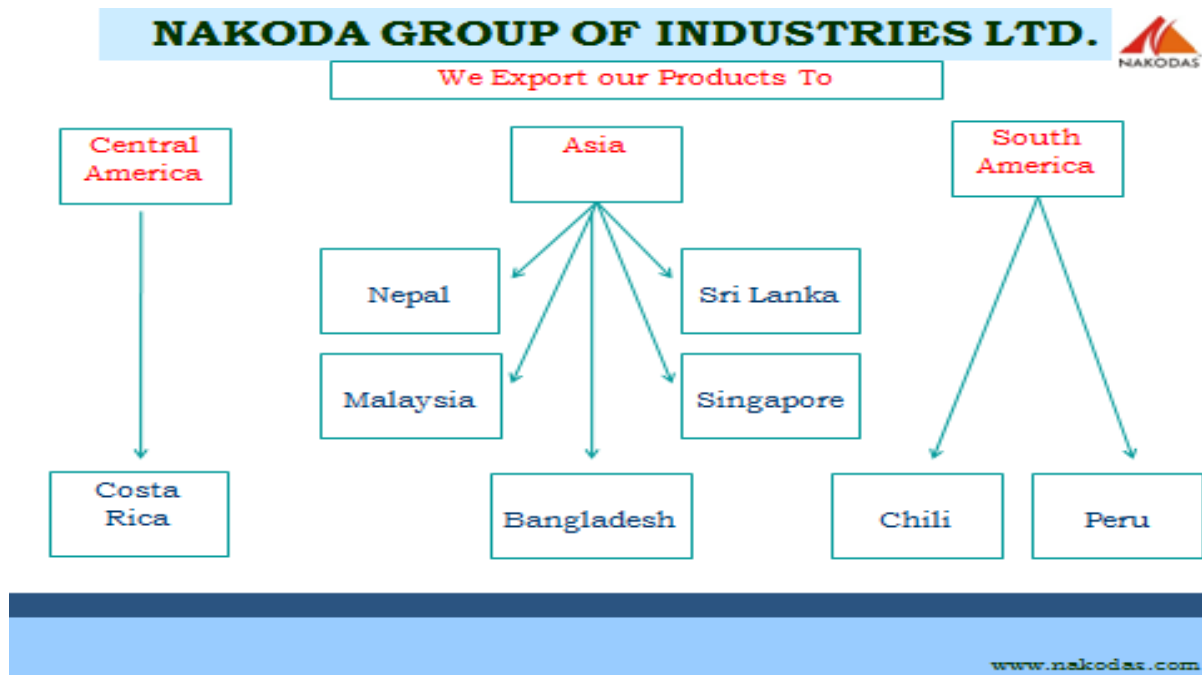 NAKODA GROUP OF INDUSTRIES LTD.
NAKODAS
We Export our Products To
Central
America
Asia
South
America
Nepal
Sri Lanka
Malaysia
Singapore
Costa
Rica
Bangladesh
Chili
Peru
www.nakodas.com